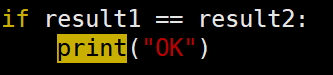 if result1 == result2:
    print("OK")